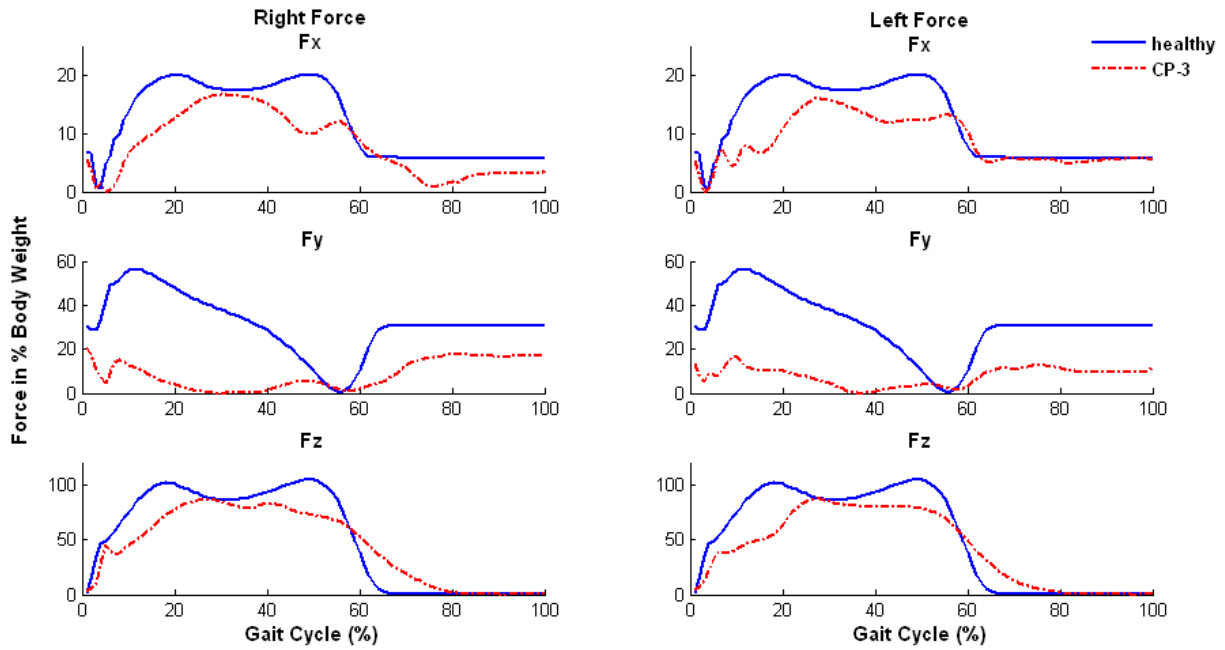 Right Force
Fx
Left Force
Fx
healthy
CP-3
20
10
0
0 20 40 60 80 100
20
10
0
0 20 40 60 80 100
Force in % Body Weight
Fy
Fy
60
40
20
0
0 20 40 60 80 100
60
40
20
0
0 20 40 60 80 100
Fz
Fz
100
50
0
0 20 40 60 80 100
Gait Cycle (%)
100
50
0
0 20 40 60 80 100
Gait Cycle (%)